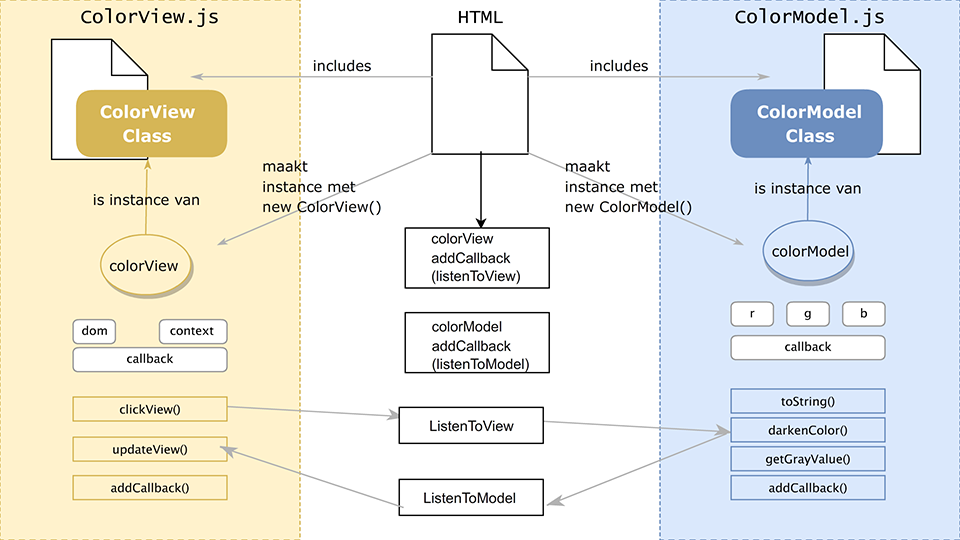 ColorView.js
HTML
ColorModel.js
includes
includes
ColorView
Class
ColorModel
Class
maakt
instance met
new ColorView()
maakt
instance met
new ColorModel()
is instance van
is instance van
colorView
colorView
addCallback
(listenToView)
colorModel
dom
context
callback
colorModel
addCallback
(listenToModel)
r
g
b
callback
clickView()
updateView()
addCallback()
ListenToView
ListenToModel
toString()
darkenColor()
getGrayValue()
addCallback()